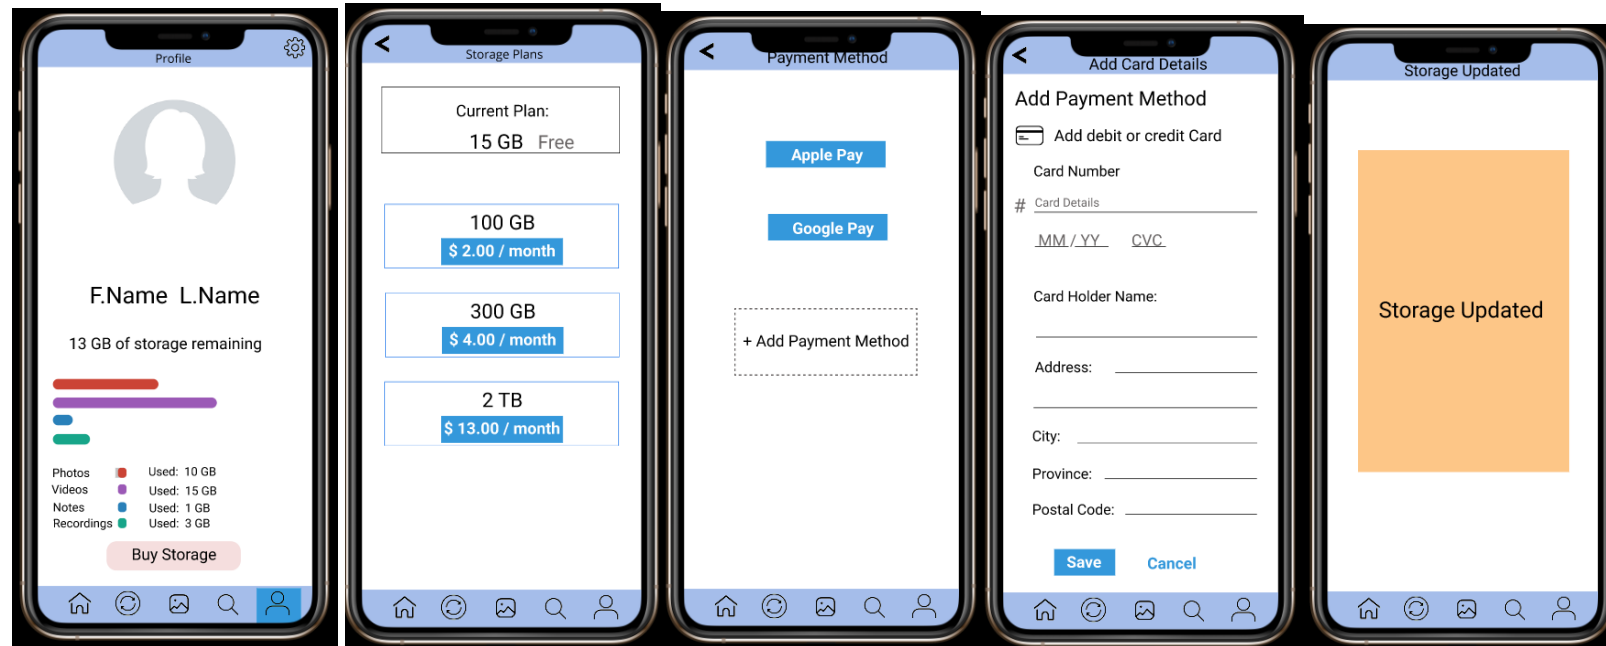 Profile
F.Name L.Name
13 GB of storage remaining
Photos Used: 10 GB
Videos Used: 15 GB
Notes Used: 1 GB
Recordings Used: 3 GB
Buy Storage
Storage Plans
Current Plan:
15 GB Free
100 GB
$ 2.00 / month
300 GB
$ 4.00 / month
2 TB
$ 13.00 / month
Payment Method
Apple Pay
Google Pay
+ Add Payment Method
Add Card Details
Add Payment Method
Add debit or credit Card
Card Number
# Card Details
MM / YY CVC
Card Holder Name:
Address:
City:
Province:
Postal Code:
Save Cancel
Storage Updated
Storage Updated